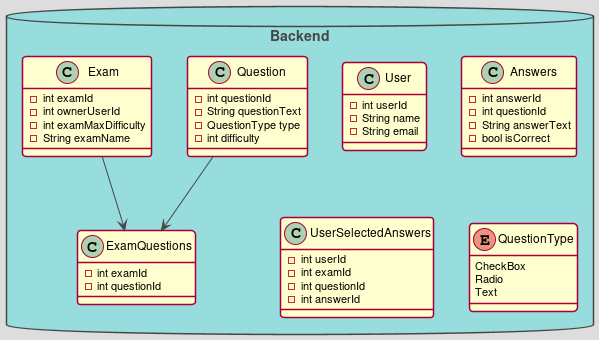 Backend
C Exam
int examId
int ownerUserId
int examMaxDifficulty
String examName
C Question
int questionId
String questionText
QuestionType type
int difficulty
C User
int userId
String name
String email
C Answers
int answerId
int questionId
String answerText
bool isCorrect
C ExamQuestions
int examId
int questionId
C UserSelectedAnswers
int userId
int examId
int questionId
int answerId
E QuestionType
CheckBox
Radio
Text